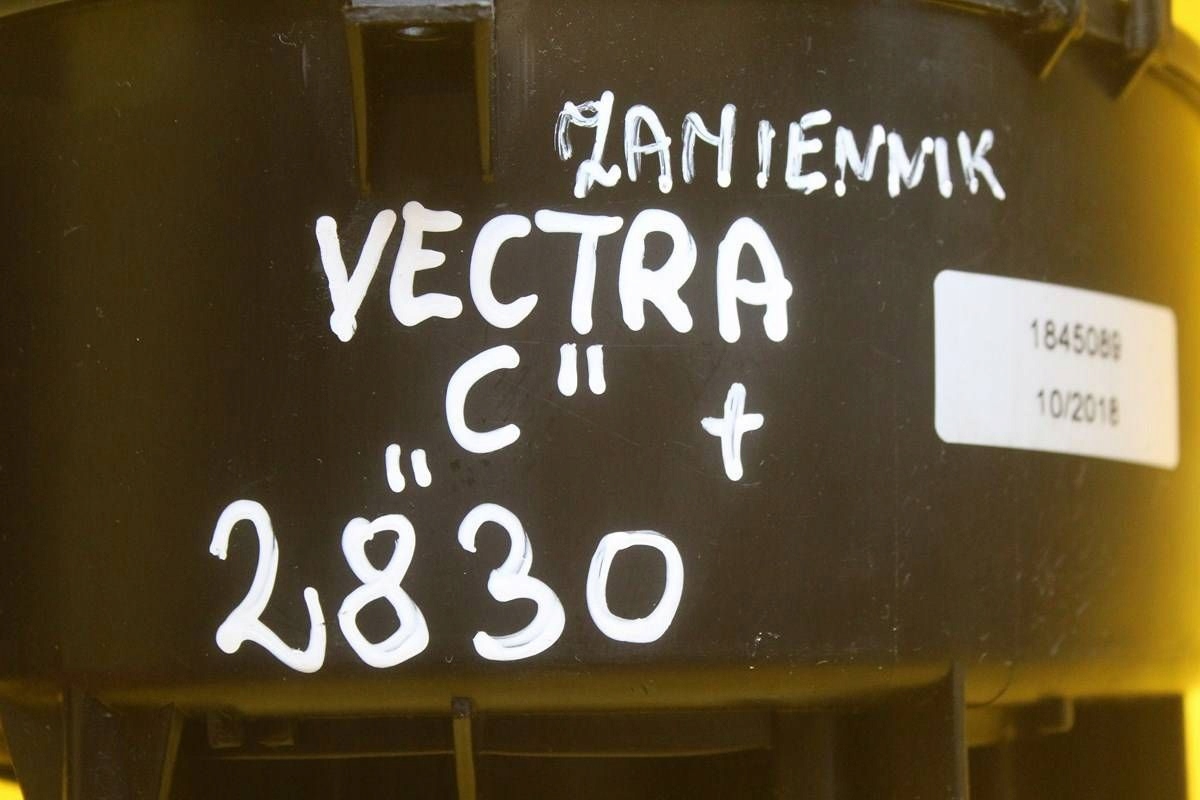 ZAMIENNIK
VECTRA
"C"
+
2830
1845089
10/2018